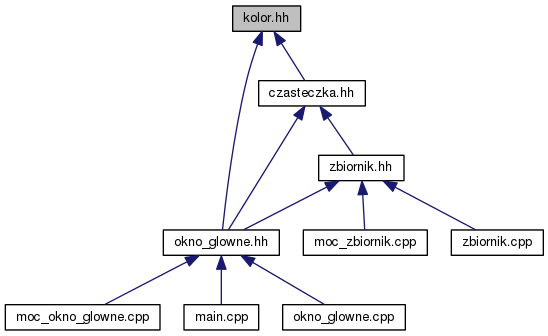 kolor.hh
czasteczka.hh
zbiornik.hh
okno_glowne.hh
moc_zbiornik.cpp
zbiornik.cpp
moc_okno_glowne.cpp
main.cpp
okno_glowne.cpp